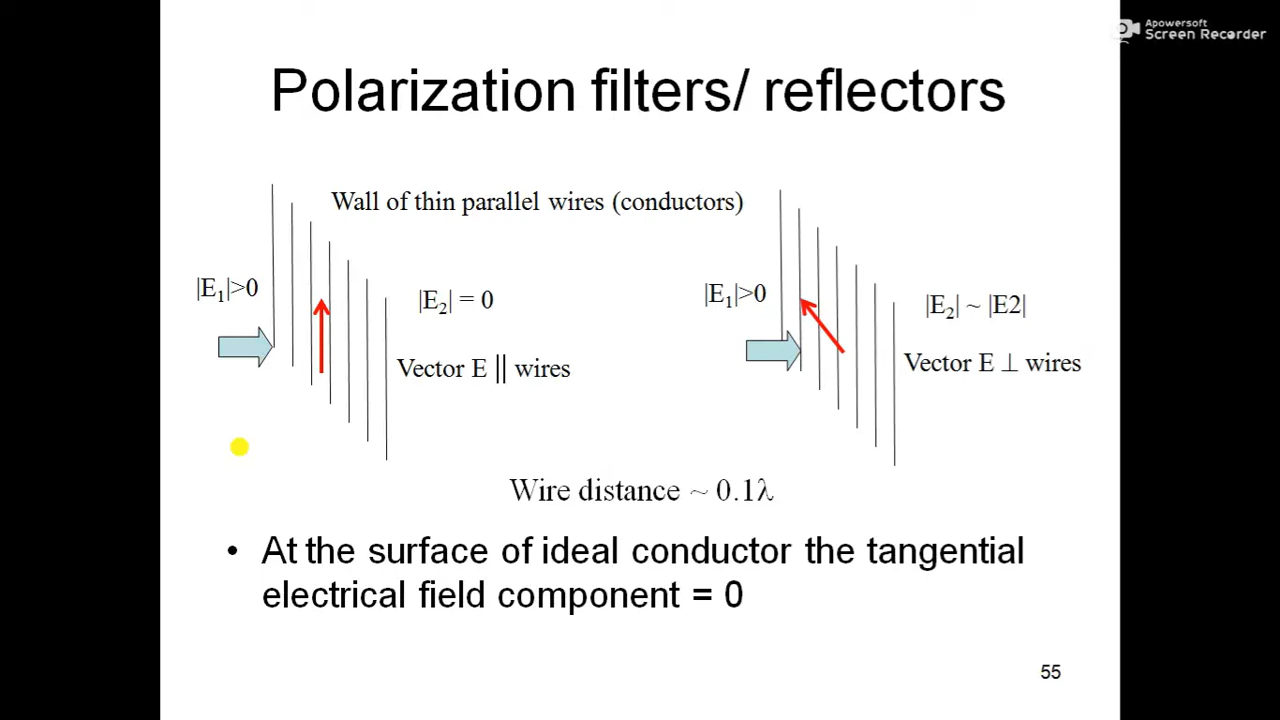 Apowersoft
Screen Recorder
Polarization filters/ reflectors
Wall of thin parallel wires (conductors)
|E₁|>0
|E₂| = 0
Vector E || wires
|E₁|>0
|E₂| ~ |E2|
Vector E ⊥ wires
Wire distance ~ 0.1λ
• At the surface of ideal conductor the tangential
electrical field component = 0
55